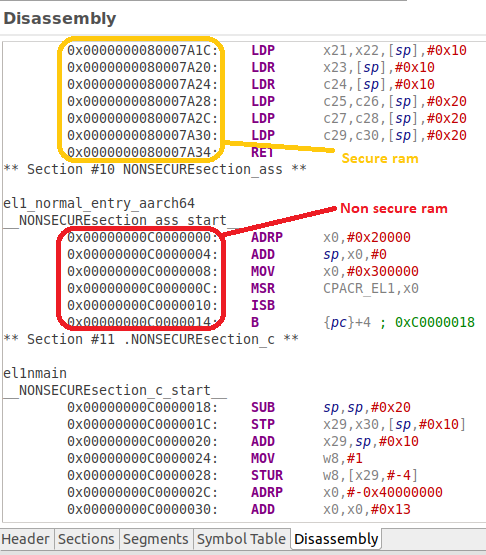 Disassembly
0x0000000080007A1C: LDP x21,x22,[sp],#0x10
0x0000000080007A20: LDR x23,[sp],#0x10
0x0000000080007A24: LDR c24,[sp],#0x10
0x0000000080007A28: LDP c25,c26,[sp],#0x20
0x0000000080007A2C: LDP c27,c28,[sp],#0x20
0x0000000080007A30: LDP c29,c30,[sp],#0x20
0x0000000080007A34: RET
Secure ram
** Section #10 NONSECUREsection_ass **
el1_normal_entry_aarch64
__NONSECUREsection_ass_start__
Non secure ram
0x00000000C0000000: ADRP x0,#0x20000
0x00000000C0000004: ADD sp,x0,#0
0x00000000C0000008: MOV x0,#0x300000
0x00000000C000000C: MSR CPACR_EL1,x0
0x00000000C0000010: ISB
0x00000000C0000014: B {pc}+4 ; 0xC0000018
** Section #11 .NONSECUREsection_c **
el1nmain
__NONSECUREsection_c_start__
0x00000000C0000018: SUB sp,sp,#0x20
0x00000000C000001C: STP x29,x30,[sp,#0x10]
0x00000000C0000020: ADD x29,sp,#0x10
0x00000000C0000024: MOV w8,#1
0x00000000C0000028: STUR w8,[x29,#-4]
0x00000000C000002C: ADRP x0,#-0x40000000
0x00000000C0000030: ADD x0,x0,#0x13
Header Sections Segments Symbol Table Disassembly